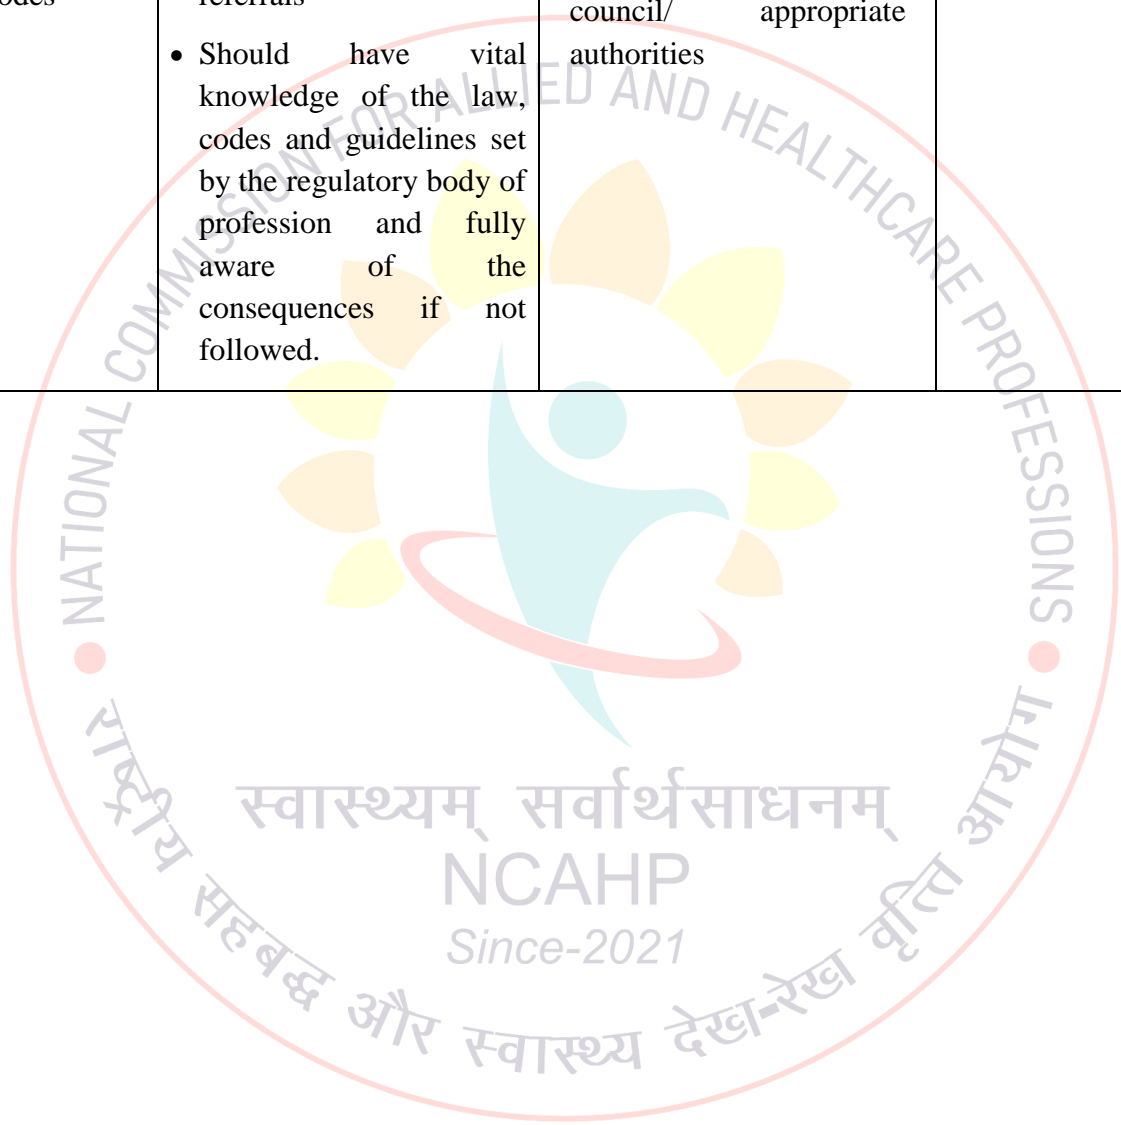 referrals
• Should have vital
knowledge of the law,
codes and guidelines set
by the regulatory body of
profession and fully
aware of the
consequences if not
followed.
council/ appropriate
authorities
NATIONAL COMMISSION FOR ALLIED AND HEALTHCARE PROFESSIONS
स्वास्थ्यम् सर्वार्थसाधनम्
NCAHP
Since-2021
राष्ट्रीय सहबद्ध और स्वास्थ्य देख-रेख वृत्ति आयोग